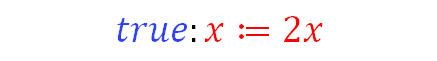 true: x := 2x